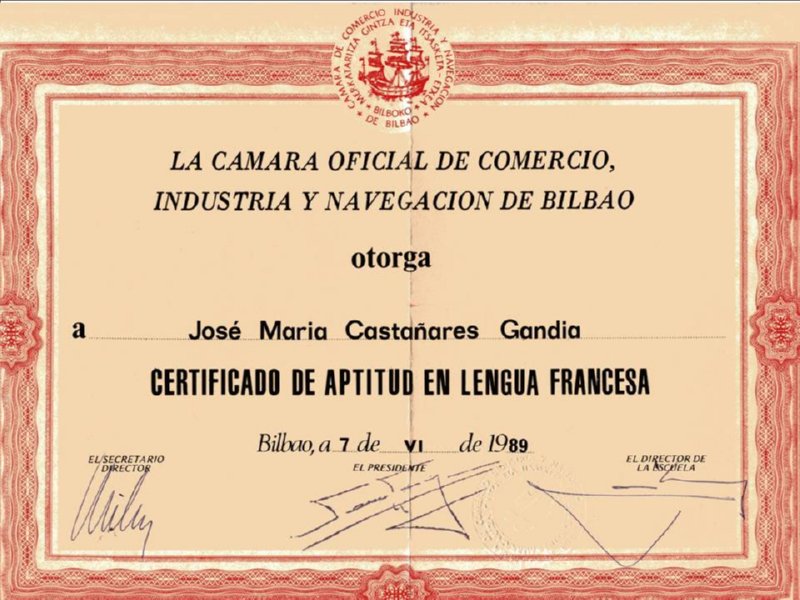 CAMARA DE COMERCIO INDUSTRIA Y NAVEGACION
DE BILBAO
BILBOKO
LA CAMARA OFICIAL DE COMERCIO,
INDUSTRIA Y NAVEGACION DE BILBAO
otorga
a José Maria Castañares Gandia
CERTIFICADO DE APTITUD EN LENGUA FRANCESA
Bilbao, a 7 de VI de 1989
EL SECRETARIO
DIRECTOR
EL PRESIDENTE
EL DIRECTOR DE
LA ESCUELA